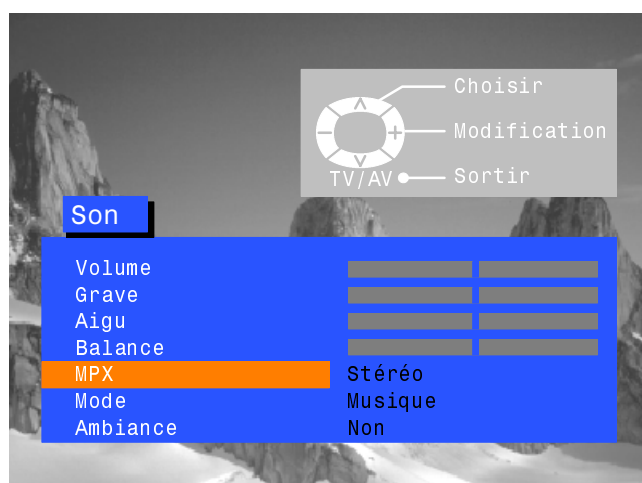 Choisir
Modification
TV/AV Sortir
Son
Volume
Grave
Aigu
Balance
MPX Stéréo
Mode Musique
Ambiance Non